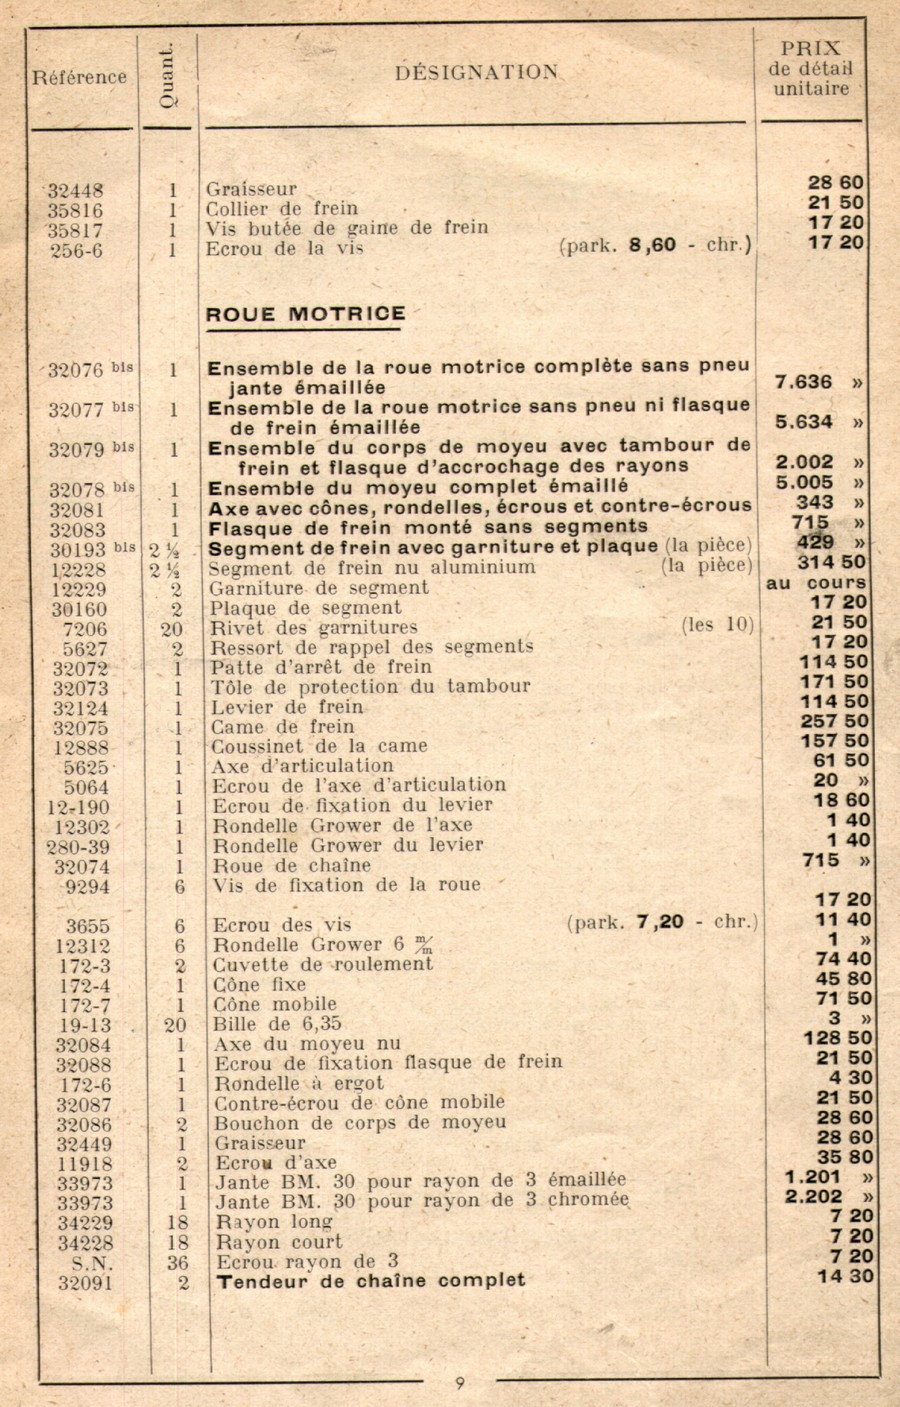 Référence Quant. DÉSIGNATION PRIX de détail unitaire
32448 1 Graisseur 28 60
35816 1 Collier de frein 21 50
35817 1 Vis butée de gaine de frein 17 20
256-6 1 Ecrou de la vis (park. 8,60 - chr.) 17 20
ROUE MOTRICE
32076 bis 1 Ensemble de la roue motrice complète sans pneu
jante émaillée 7.636 »
32077 bis 1 Ensemble de la roue motrice sans pneu ni flasque
de frein émaillée 5.634 »
32079 bis 1 Ensemble du corps de moyeu avec tambour de
frein et flasque d'accrochage des rayons 2.002 »
32078 bis 1 Ensemble du moyeu complet émaillé 5.005 »
32081 1 Axe avec cônes, rondelles, écrous et contre-écrous 343 »
32083 1 Flasque de frein monté sans segments 715 »
30193 bis 2 ½ Segment de frein avec garniture et plaque (la pièce) 429 »
12228 2 ½ Segment de frein nu aluminium (la pièce) 314 50
12229 2 Garniture de segment au cours
30160 2 Plaque de segment 17 20
7206 20 Rivet des garnitures (les 10) 21 50
5627 2 Ressort de rappel des segments 17 20
32072 1 Patte d'arrêt de frein 114 50
32073 1 Tôle de protection du tambour 171 50
32124 1 Levier de frein 114 50
32075 1 Came de frein 257 50
12888 1 Coussinet de la came 157 50
5625 1 Axe d'articulation 61 50
5064 1 Ecrou de l'axe d'articulation 20 »
12-190 1 Ecrou de fixation du levier 18 60
12302 1 Rondelle Grower de l'axe 1 40
280-39 1 Rondelle Grower du levier 1 40
32074 1 Roue de chaîne 715 »
9294 6 Vis de fixation de la roue 17 20
3655 6 Ecrou des vis (park. 7,20 - chr.) 11 40
12312 6 Rondelle Grower 6 m/m 1 »
172-3 2 Cuvette de roulement 74 40
172-4 1 Cône fixe 45 80
172-7 1 Cône mobile 71 50
19-13 20 Bille de 6,35 3 »
32084 1 Axe du moyeu nu 128 50
32088 1 Ecrou de fixation flasque de frein 21 50
172-6 1 Rondelle à ergot 4 30
32087 1 Contre-écrou de cône mobile 21 50
32086 2 Bouchon de corps de moyeu 28 60
32449 1 Graisseur 28 60
11918 2 Ecrou d'axe 35 80
33973 1 Jante BM. 30 pour rayon de 3 émaillée 1.201 »
33973 1 Jante BM. 30 pour rayon de 3 chromée 2.202 »
34229 18 Rayon long 7 20
34228 18 Rayon court 7 20
S.N. 36 Ecrou rayon de 3 7 20
32091 2 Tendeur de chaîne complet 14 30
9